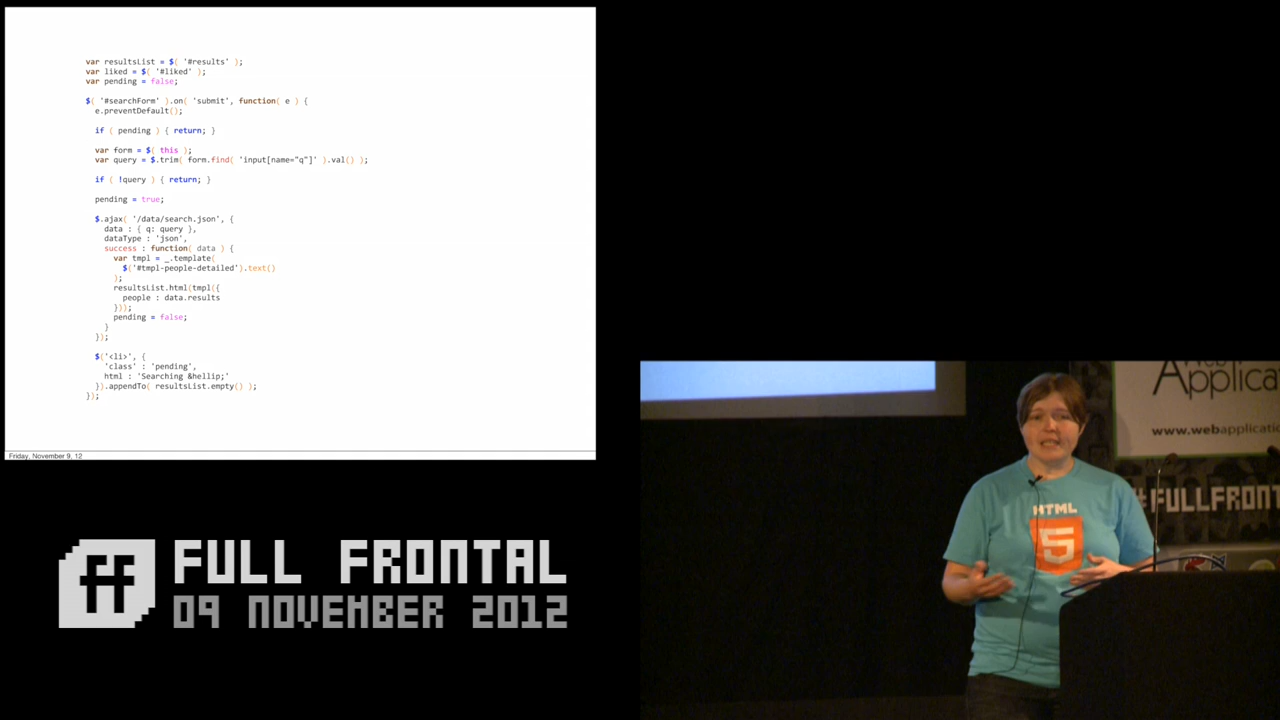 var resultsList = $( '#results' );
var liked = $( '#liked' );
var pending = false;
$( '#searchForm' ).on( 'submit', function( e ) {
e.preventDefault();
if ( pending ) { return; }
var form = $( this );
var query = $.trim( form.find( 'input[name="q"]' ).val() );
if ( !query ) { return; }
pending = true;
$.ajax( '/data/search.json', {
data : { q: query },
dataType : 'json',
success : function( data ) {
var tmpl = _.template(
$('#tmpl-people-detailed').text()
);
resultsList.html(tmpl({
people : data.results
}));
pending = false;
}
});
$('<li>', {
'class' : 'pending',
html : 'Searching &hellip;'
}).appendTo( resultsList.empty() );
});
Friday, November 9, 12
ff FULL FRONTAL
09 NOVEMBER 2012
Web
www.webapplicatio
#FULLFRONT
HTML
5